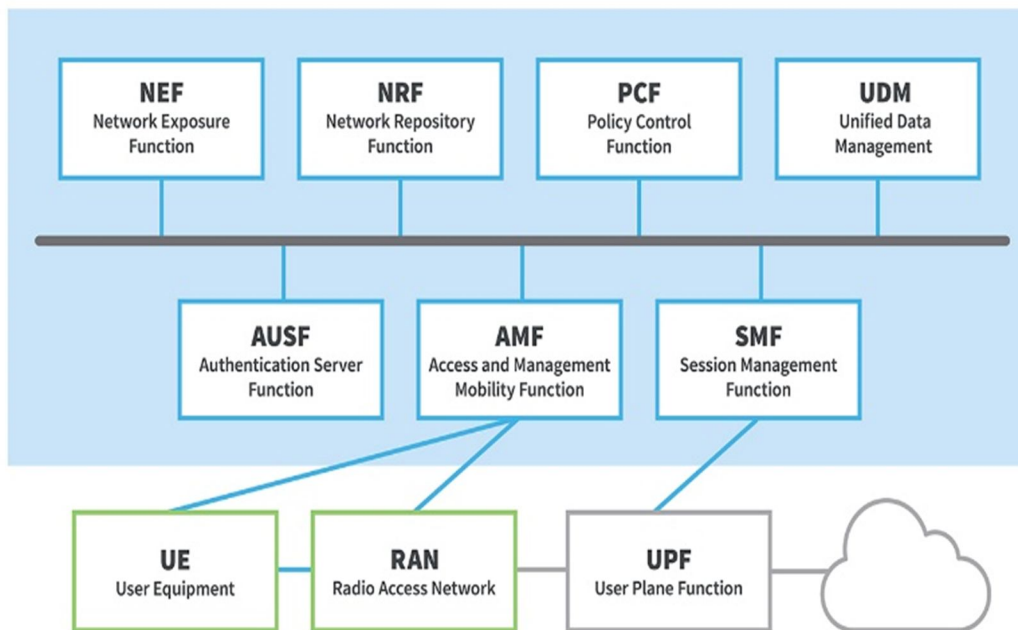 NEF
Network Exposure
Function
NRF
Network Repository
Function
PCF
Policy Control
Function
UDM
Unified Data
Management
AUSF
Authentication Server
Function
AMF
Access and Management
Mobility Function
SMF
Session Management
Function
UE
User Equipment
RAN
Radio Access Network
UPF
User Plane Function